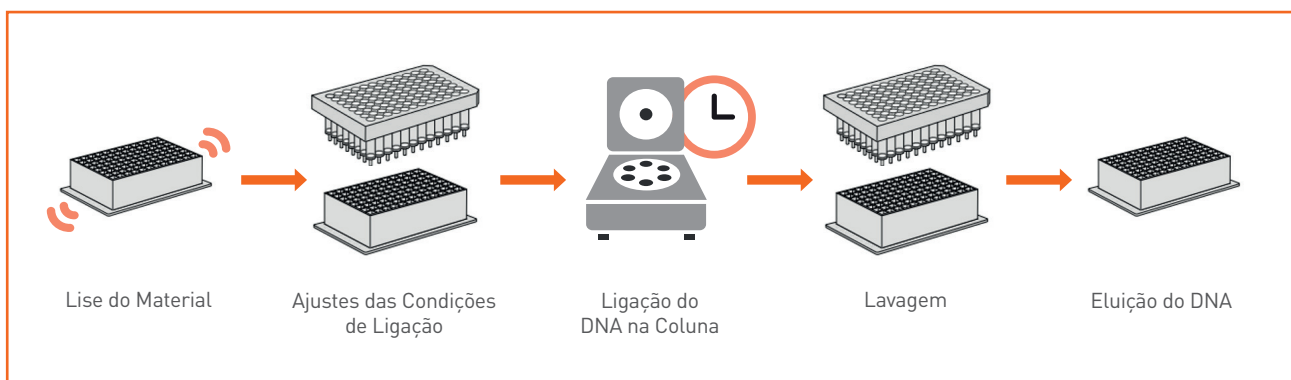 Lise do Material
Ajustes das Condições
de Ligação
Ligação do
DNA na Coluna
Lavagem
Eluição do DNA